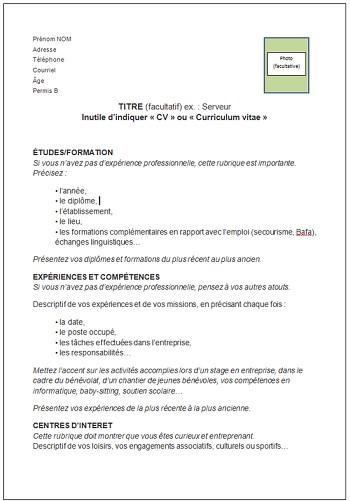 Prénom NOM
Adresse
Téléphone
Courriel
Âge
Permis B
Photo
(facultative)
TITRE (facultatif) ex. : Serveur
Inutile d'indiquer « CV » ou « Curriculum vitae »
ÉTUDES/FORMATION
Si vous n'avez pas d'expérience professionnelle, cette rubrique est importante.
Précisez :
• l'année,
• le diplôme,
• l'établissement,
• le lieu,
• les formations complémentaires en rapport avec l'emploi (secourisme, Bafa),
échanges linguistiques…
Présentez vos diplômes et formations du plus récent au plus ancien.
EXPÉRIENCES ET COMPÉTENCES
Si vous n'avez pas d'expérience professionnelle, pensez à vos autres atouts.
Descriptif de vos expériences et de vos missions, en précisant chaque fois :
• la date,
• le poste occupé,
• les tâches effectuées dans l'entreprise,
• les responsabilités…
Mettez l'accent sur les activités accomplies lors d'un stage en entreprise, dans le
cadre du bénévolat, d'un chantier de jeunes bénévoles, vos compétences en
informatique, baby-sitting, soutien scolaire…
Présentez vos expériences de la plus récente à la plus ancienne.
CENTRES D'INTERET
Cette rubrique doit montrer que vous êtes curieux et entreprenant.
Descriptif de vos loisirs, vos engagements associatifs, culturels ou sportifs…